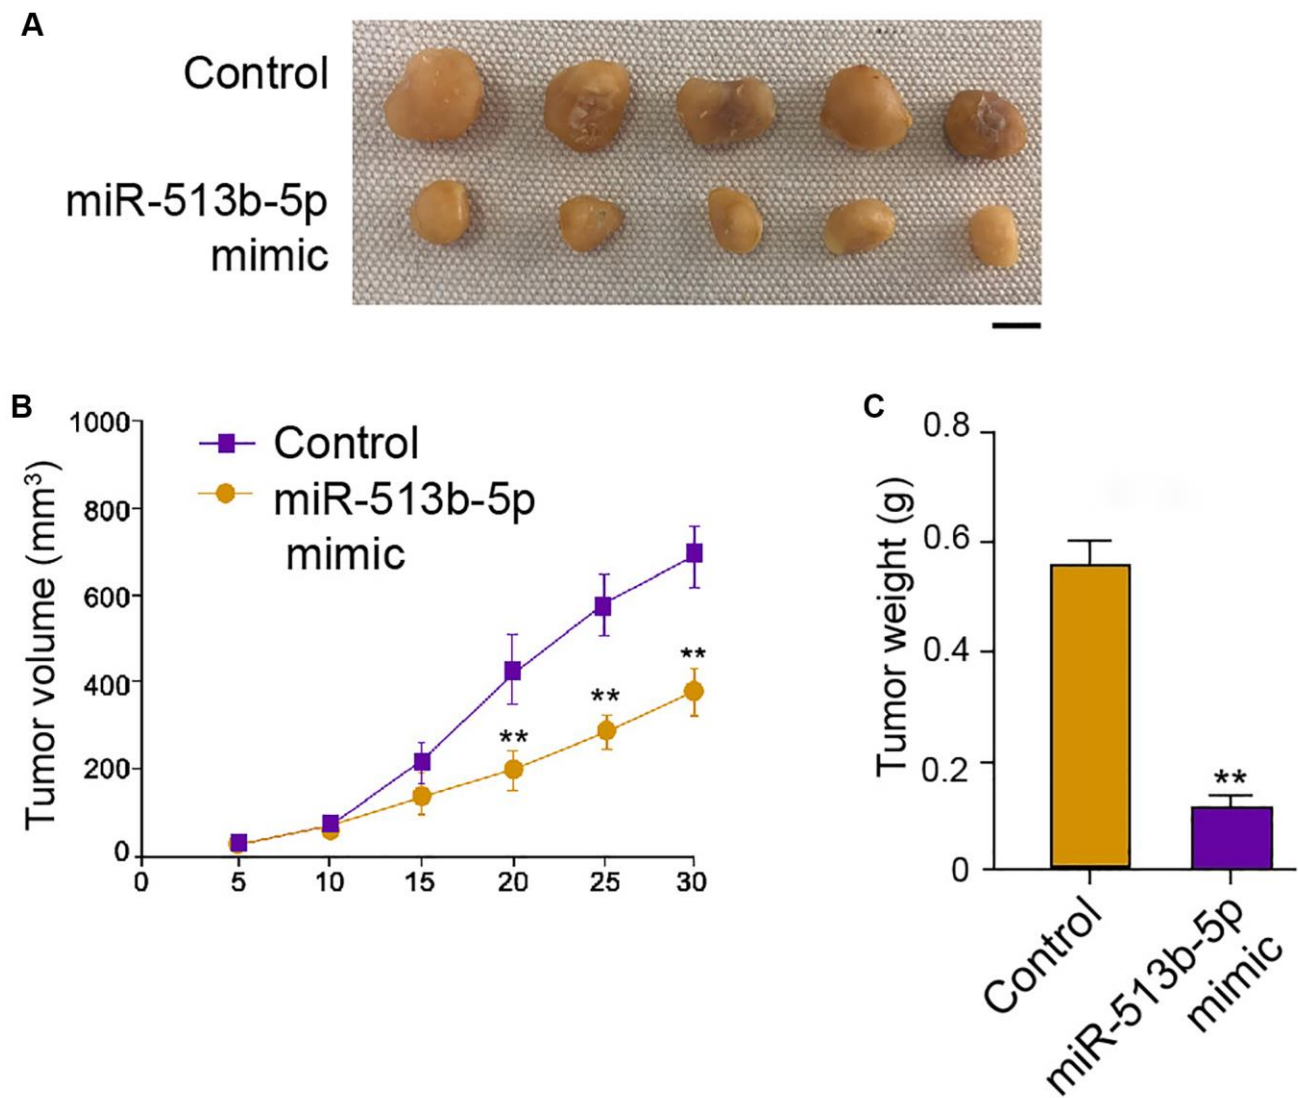 A
Control
miR-513b-5p
mimic
B
Tumor volume (mm³)
1000
800
600
400
200
0
Control
miR-513b-5p
mimic
**
**
**
0 5 10 15 20 25 30
C
Tumor weight (g)
0.8
0.6
0.4
0.2
0
**
Control
miR-513b-5p
mimic